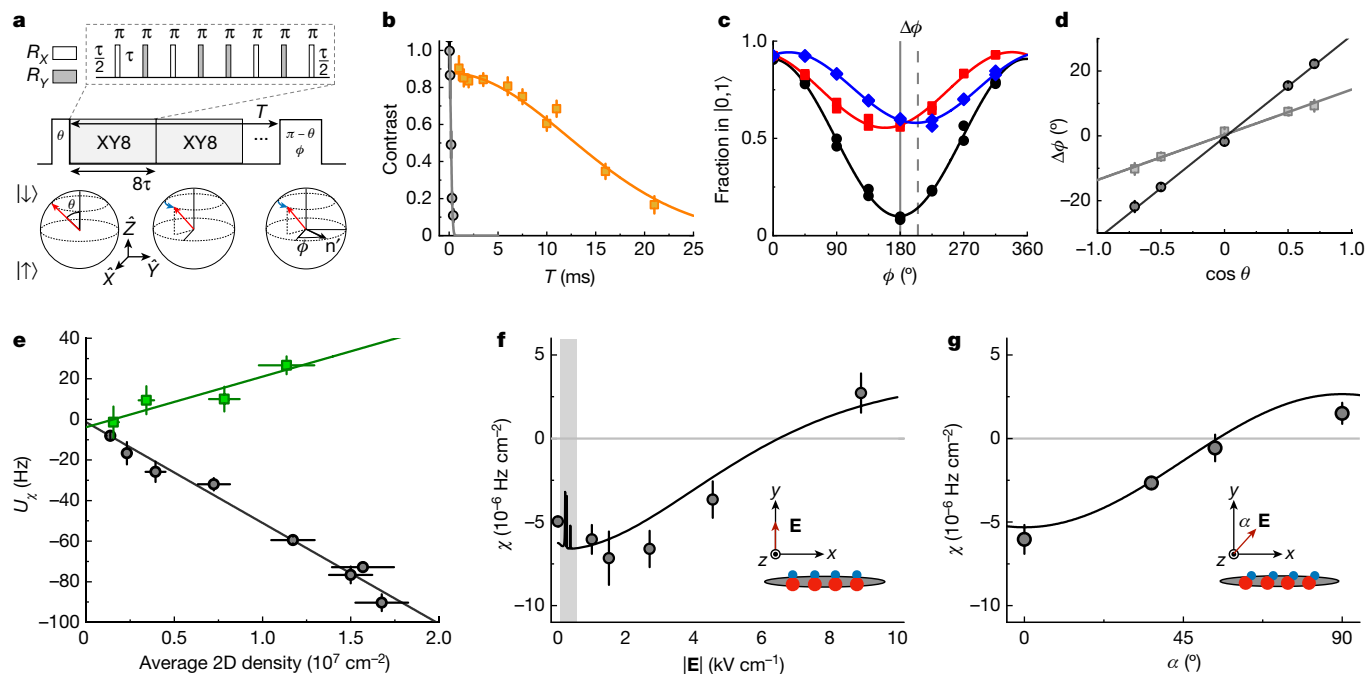 a
R_X
R_Y
π π π π π π π π
τ/2 τ τ/2
T
θ XY8 XY8 ... π − θ
ϕ
8τ
|↓⟩
|↑⟩
θ
Ẑ
X̂ Ŷ
ϕ n′
b
Contrast
1.0
0.8
0.6
0.4
0.2
0
0 5 10 15 20 25
T (ms)
c
Δϕ
Fraction in |0,1⟩
1.0
0.5
0
0 90 180 270 360
ϕ (°)
d
Δϕ (°)
20
0
−20
−1.0 −0.5 0 0.5 1.0
cos θ
e
U_χ (Hz)
40
20
0
−20
−40
−60
−80
−100
0 0.5 1.0 1.5 2.0
Average 2D density (10⁷ cm⁻²)
f
χ (10⁻⁶ Hz cm⁻²)
5
0
−5
−10
0 2 4 6 8 10
|E| (kV cm⁻¹)
y
E
z x
g
χ (10⁻⁶ Hz cm⁻²)
5
0
−5
−10
0 45 90
α (°)
y
α E
z x